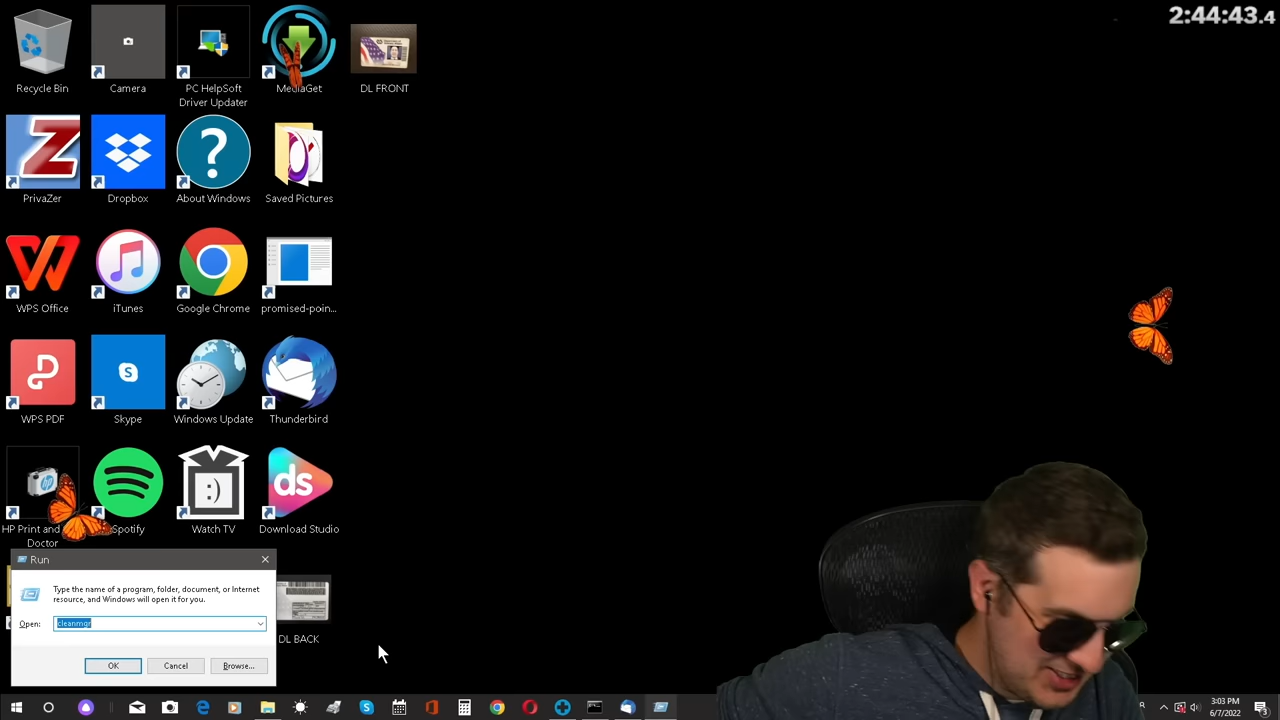 2:44:43.4
Recycle Bin
Camera
PC HelpSoft
Driver Updater
MediaGet
DL FRONT
PrivaZer
Dropbox
About Windows
Saved Pictures
WPS Office
iTunes
Google Chrome
promised-poin...
WPS PDF
Skype
Windows Update
Thunderbird
HP Print and
Doctor
Spotify
Watch TV
ds
Download Studio
DL BACK
Run
Type the name of a program, folder, document, or Internet
resource, and Windows will open it for you.
Open:
cleanmgr
OK
Cancel
Browse...
3:03 PM
6/7/2022